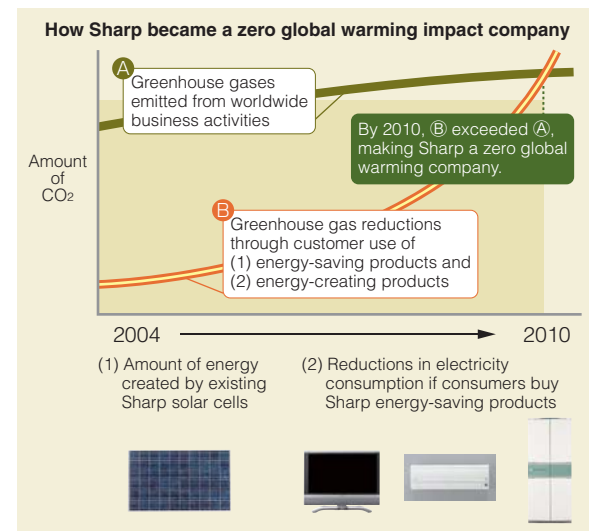 How Sharp became a zero global warming impact company
Ⓐ
Greenhouse gases
emitted from worldwide
business activities
By 2010, Ⓑ exceeded Ⓐ,
making Sharp a zero global
warming company.
Amount
of
CO₂
Ⓑ
Greenhouse gas reductions
through customer use of
(1) energy-saving products and
(2) energy-creating products
2004
2010
(1) Amount of energy
created by existing
Sharp solar cells
(2) Reductions in electricity
consumption if consumers buy
Sharp energy-saving products